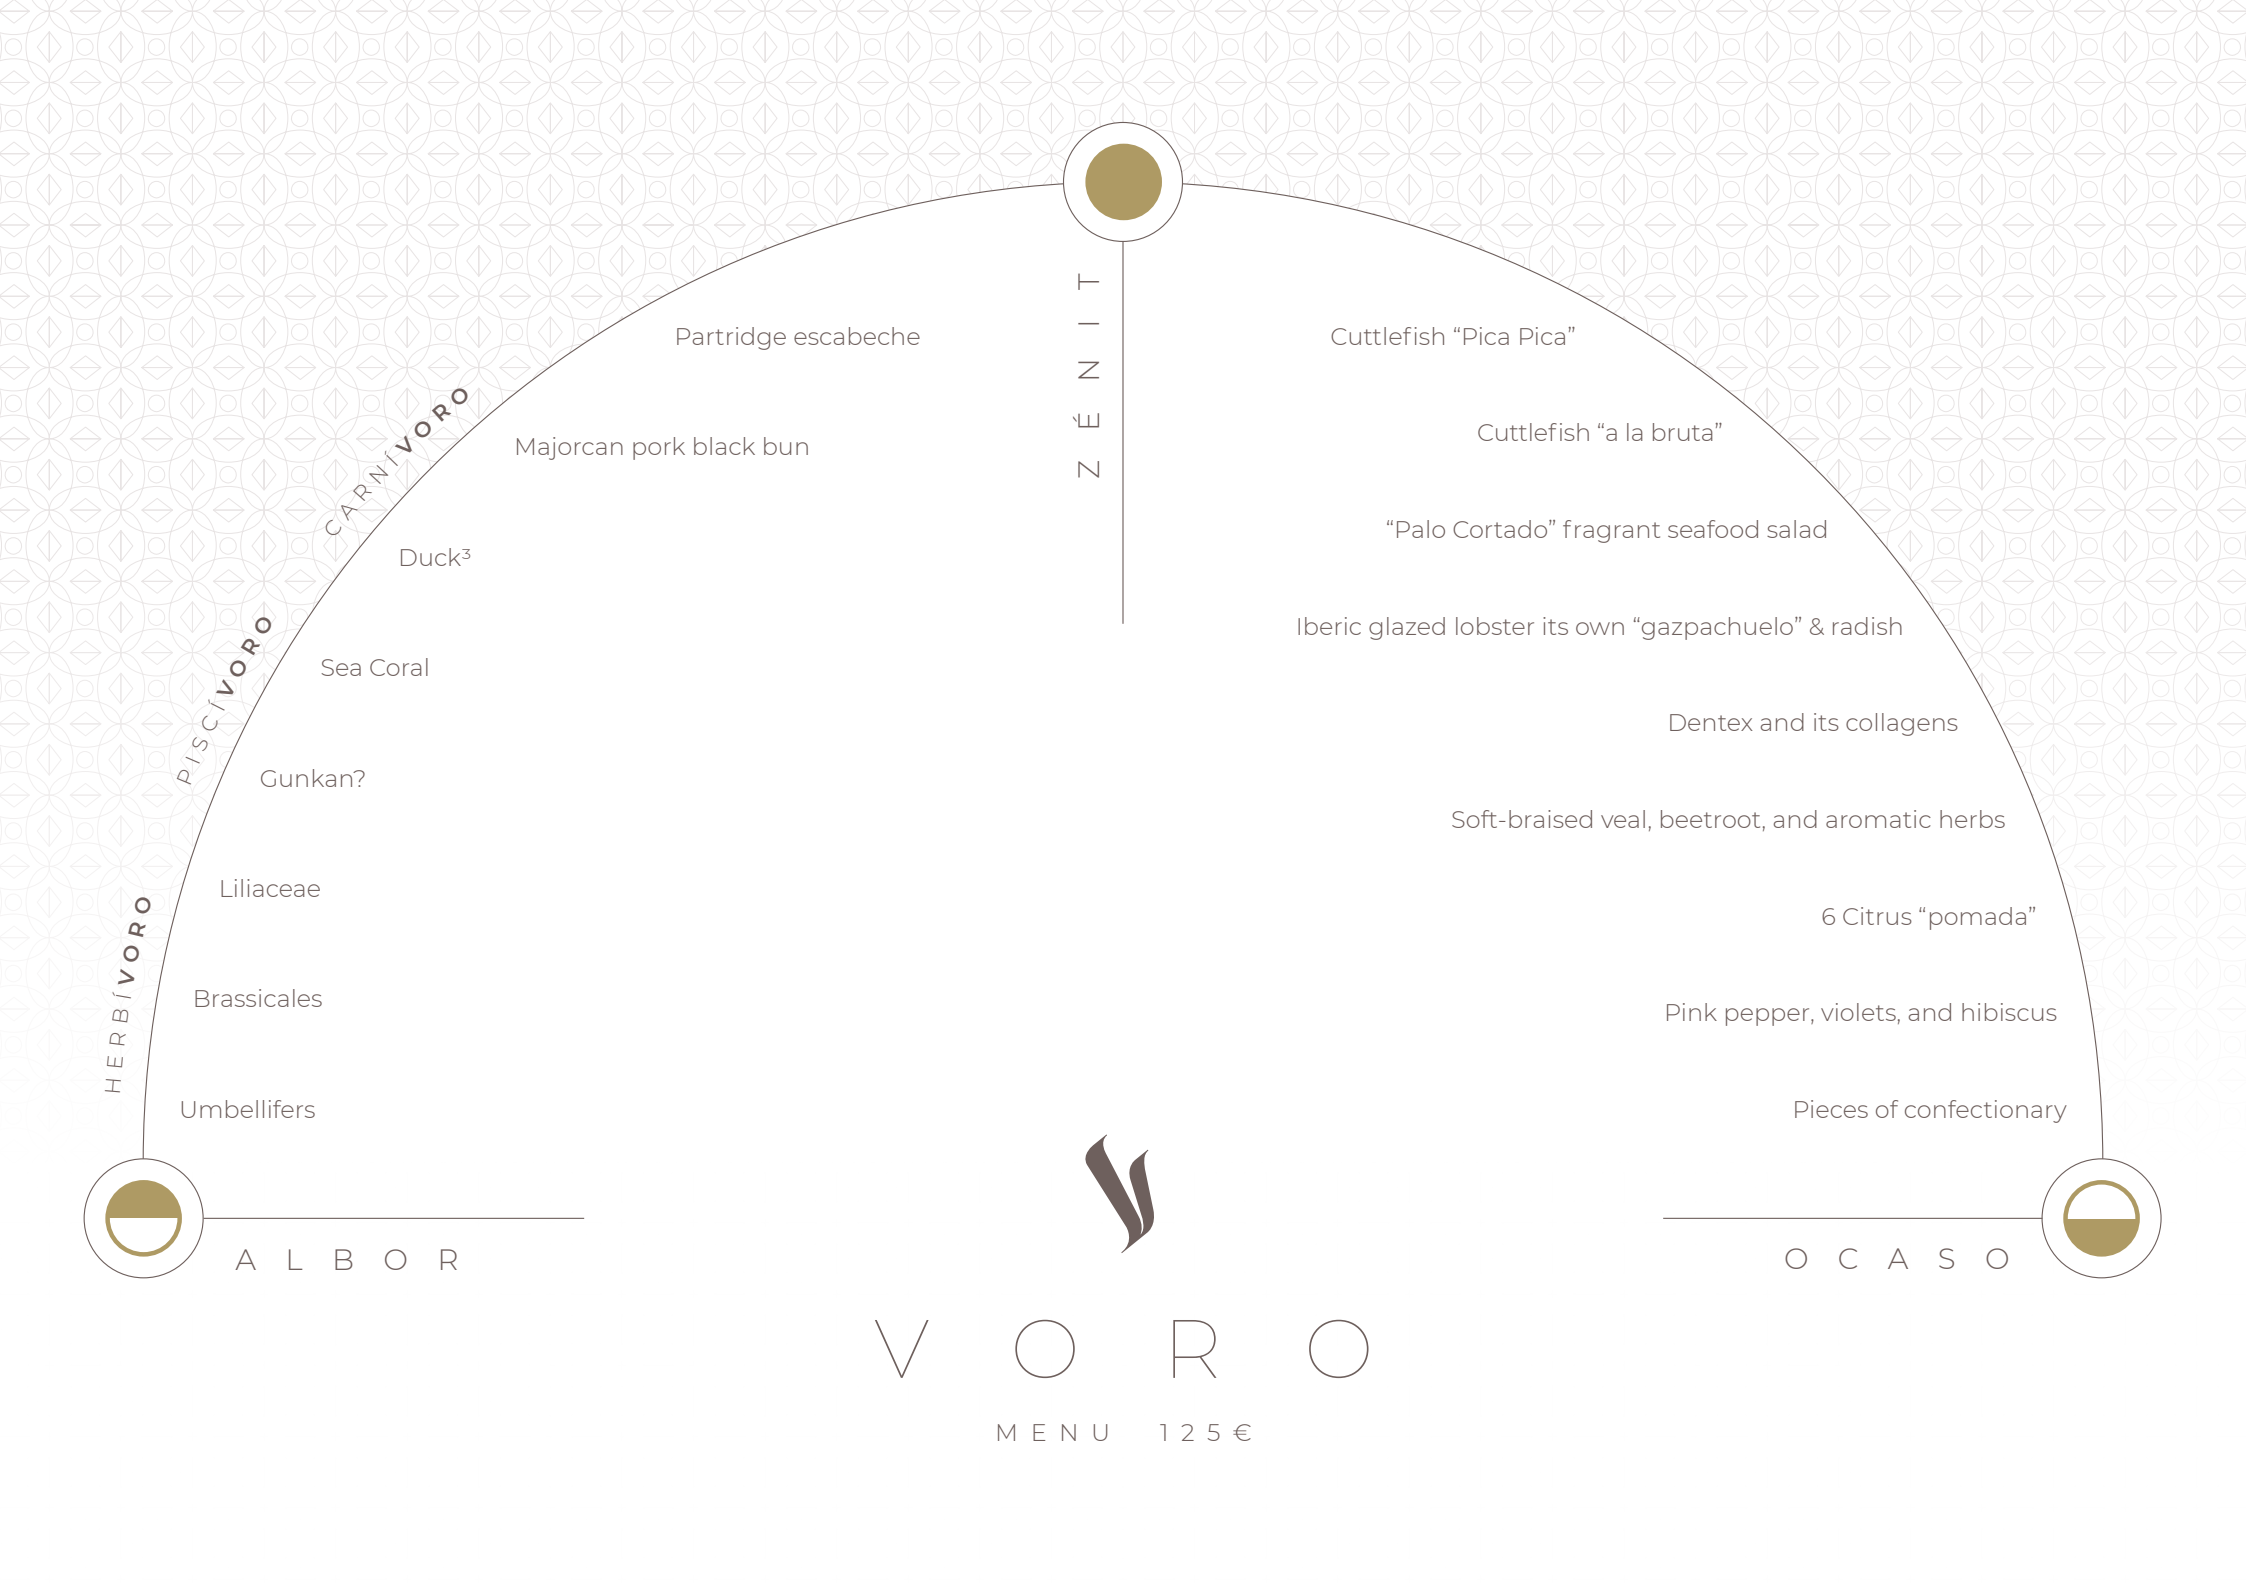 ZÉNIT
Partridge escabeche
Majorcan pork black bun
CARNÍVORO
Duck³
Sea Coral
PISCÍVORO
Gunkan?
Liliaceae
HERBÍVORO
Brassicales
Umbellifers
ALBOR
Cuttlefish “Pica Pica”
Cuttlefish “a la bruta”
“Palo Cortado” fragrant seafood salad
Iberic glazed lobster its own “gazpachuelo” & radish
Dentex and its collagens
Soft-braised veal, beetroot, and aromatic herbs
6 Citrus “pomada”
Pink pepper, violets, and hibiscus
Pieces of confectionary
OCASO
VORO
MENU 125€